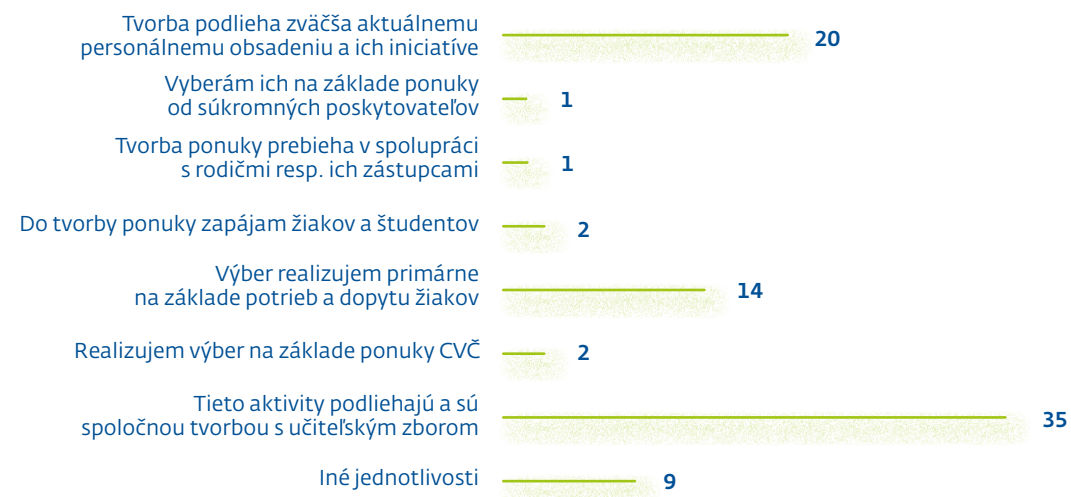 Tvorba podlieha zväčša aktuálnemu
personálnemu obsadeniu a ich iniciatíve
20
Vyberám ich na základe ponuky
od súkromných poskytovateľov
1
Tvorba ponuky prebieha v spolupráci
s rodičmi resp. ich zástupcami
1
Do tvorby ponuky zapájam žiakov a študentov
2
Výber realizujem primárne
na základe potrieb a dopytu žiakov
14
Realizujem výber na základe ponuky CVČ
2
Tieto aktivity podliehajú a sú
spoločnou tvorbou s učiteľským zborom
35
Iné jednotlivosti
9